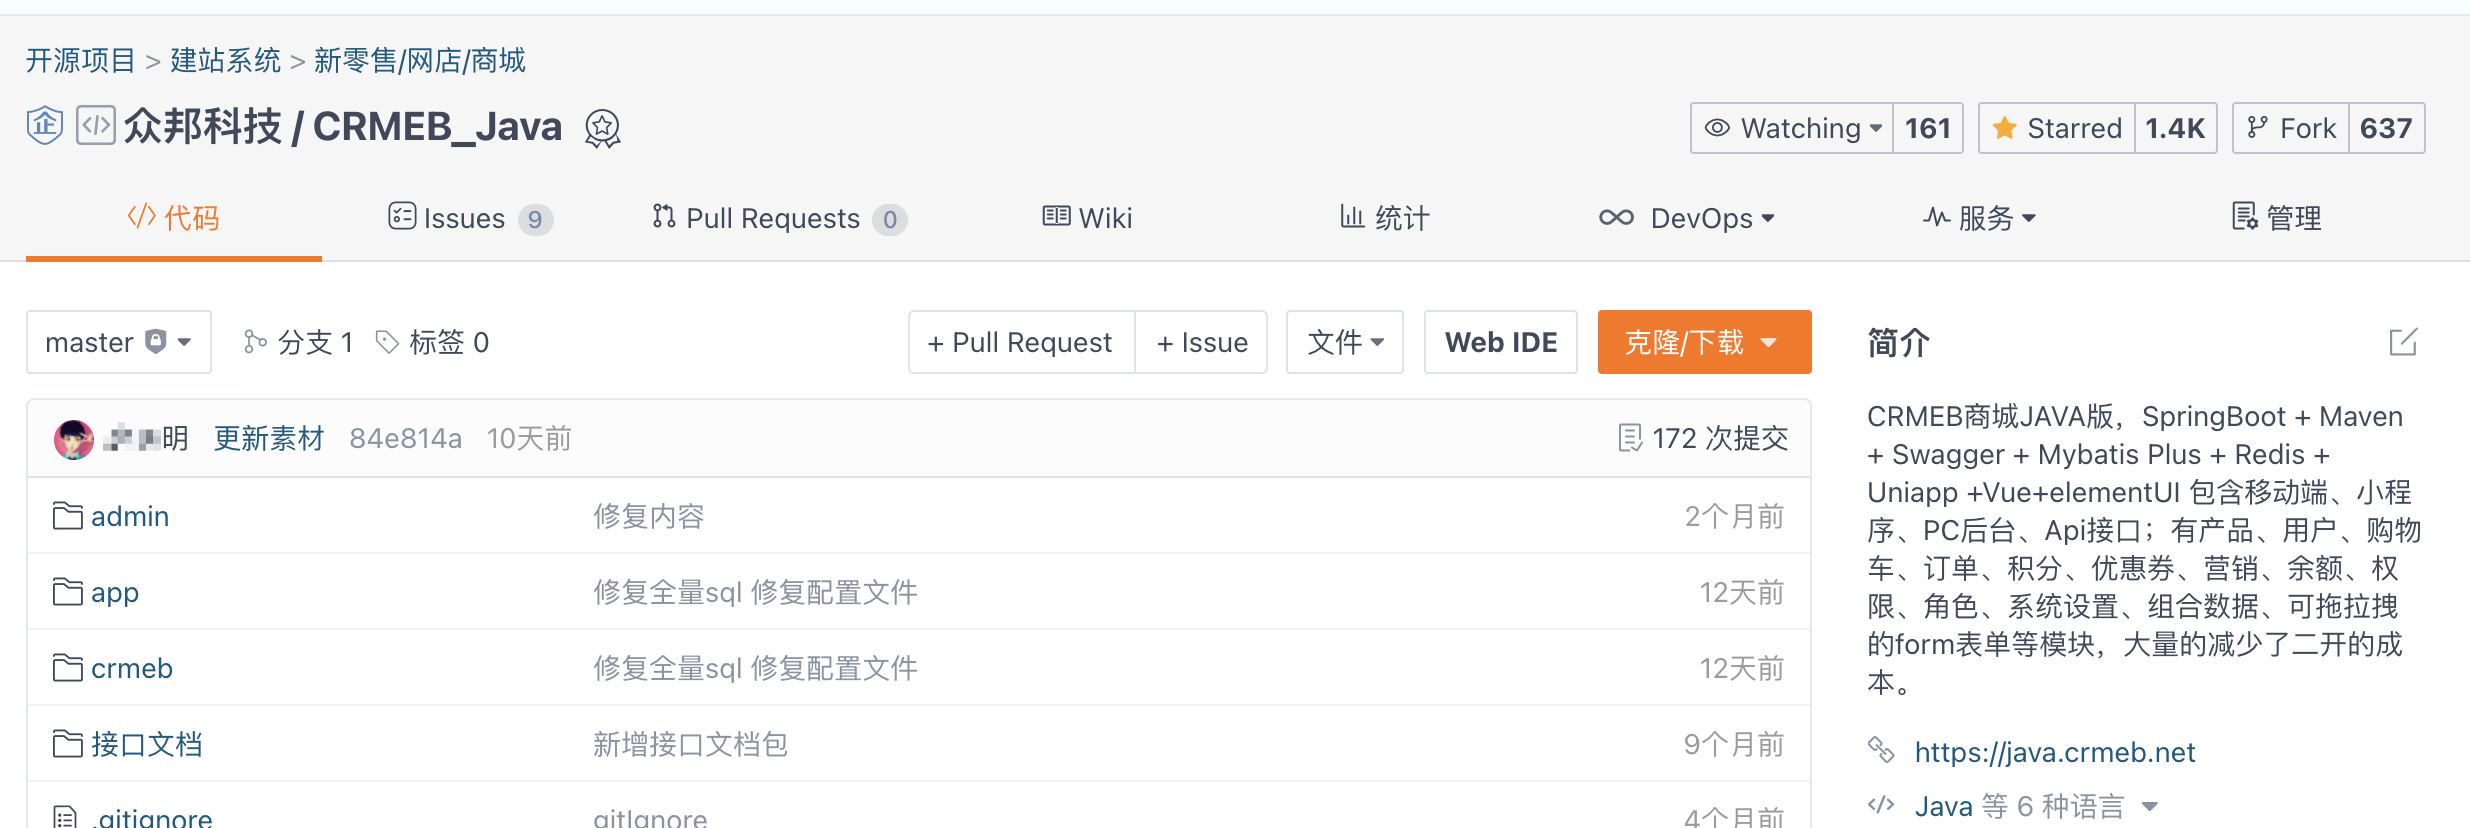 开源项目 > 建站系统 > 新零售/网店/商城
企 </> 众邦科技 / CRMEB_Java
Watching 161 Starred 1.4K Fork 637
</> 代码 Issues 9 Pull Requests 0 Wiki 统计 DevOps 服务 管理
master 分支 1 标签 0 + Pull Request + Issue 文件 Web IDE 克隆/下载
明 更新素材 84e814a 10天前 172 次提交
admin 修复内容 2个月前
app 修复全量sql 修复配置文件 12天前
crmeb 修复全量sql 修复配置文件 12天前
接口文档 新增接口文档包 9个月前
.gitignore gitIgnore 4个月前
简介
CRMEB商城JAVA版，SpringBoot + Maven
+ Swagger + Mybatis Plus + Redis +
Uniapp +Vue+elementUI 包含移动端、小程
序、PC后台、Api接口；有产品、用户、购物
车、订单、积分、优惠券、营销、余额、权
限、角色、系统设置、组合数据、可拖拉拽
的form表单等模块，大量的减少了二开的成
本。
https://java.crmeb.net
</> Java 等 6 种语言